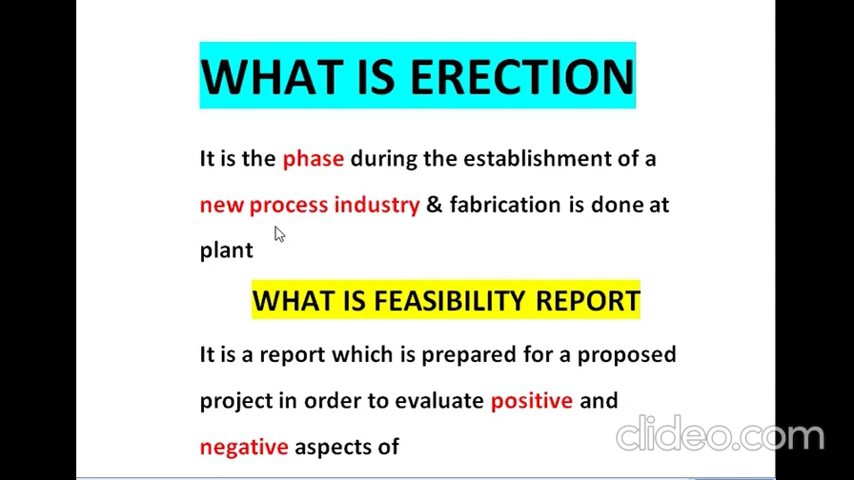 WHAT IS ERECTION
It is the phase during the establishment of a
new process industry & fabrication is done at
plant
WHAT IS FEASIBILITY REPORT
It is a report which is prepared for a proposed
project in order to evaluate positive and
negative aspects of
clideo.com